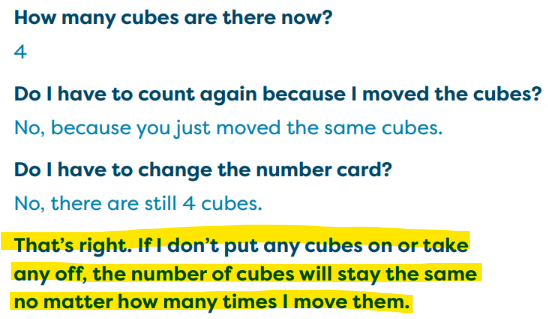 How many cubes are there now?
4
Do I have to count again because I moved the cubes?
No, because you just moved the same cubes.
Do I have to change the number card?
No, there are still 4 cubes.
That’s right. If I don’t put any cubes on or take
any off, the number of cubes will stay the same
no matter how many times I move them.